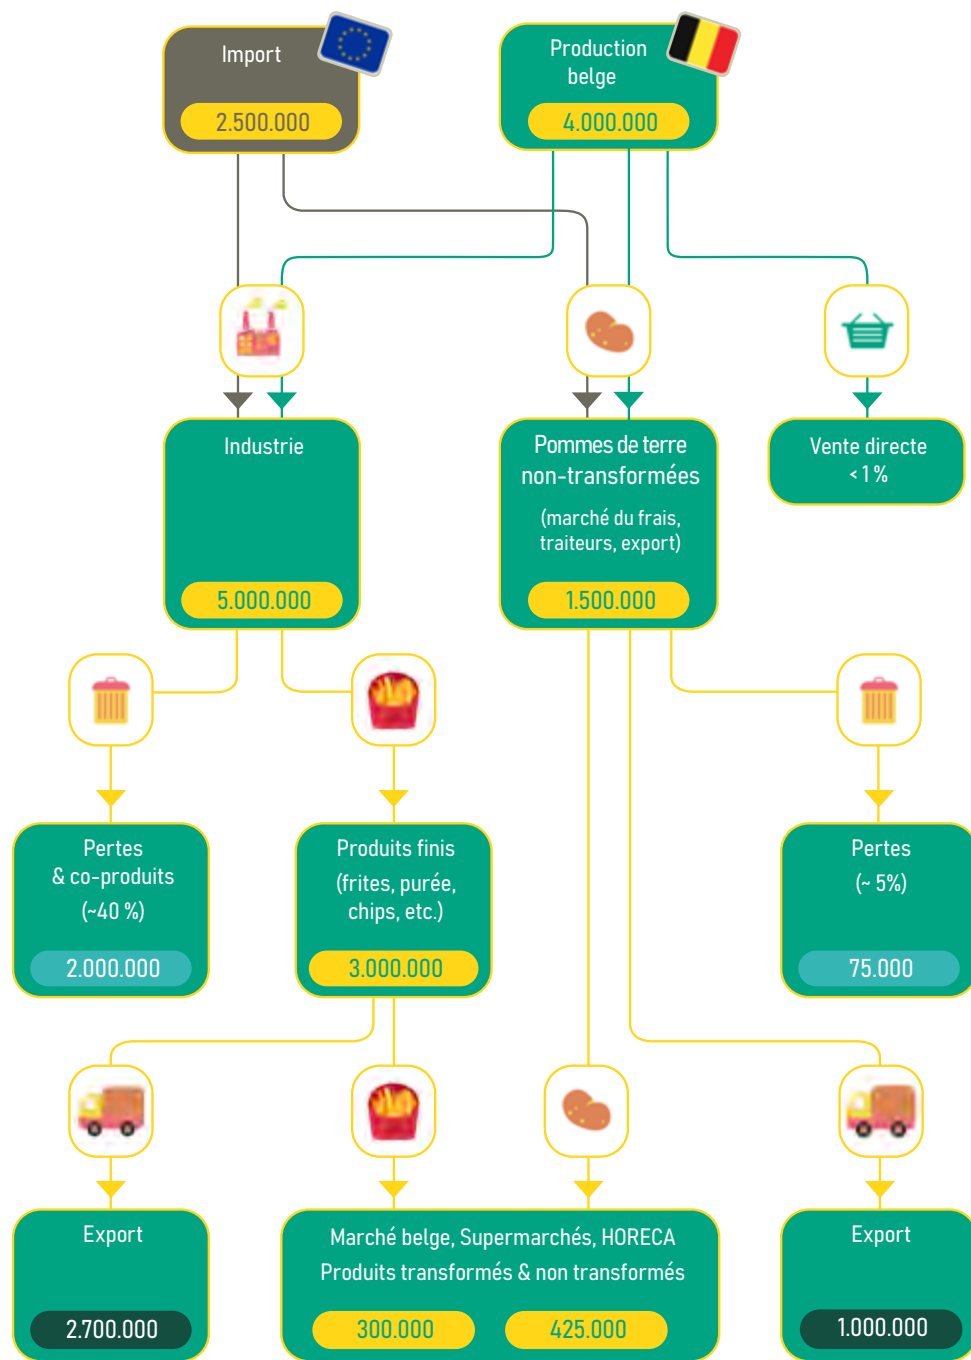 Import
2.500.000
Production
belge
4.000.000
Industrie
5.000.000
Pommes de terre
non-transformées
(marché du frais,
traiteurs, export)
1.500.000
Vente directe
< 1 %
Pertes
& co-produits
(~40 %)
2.000.000
Produits finis
(frites, purée,
chips, etc.)
3.000.000
Pertes
(~ 5%)
75.000
Export
2.700.000
Marché belge, Supermarchés, HORECA
Produits transformés & non transformés
300.000
425.000
Export
1.000.000